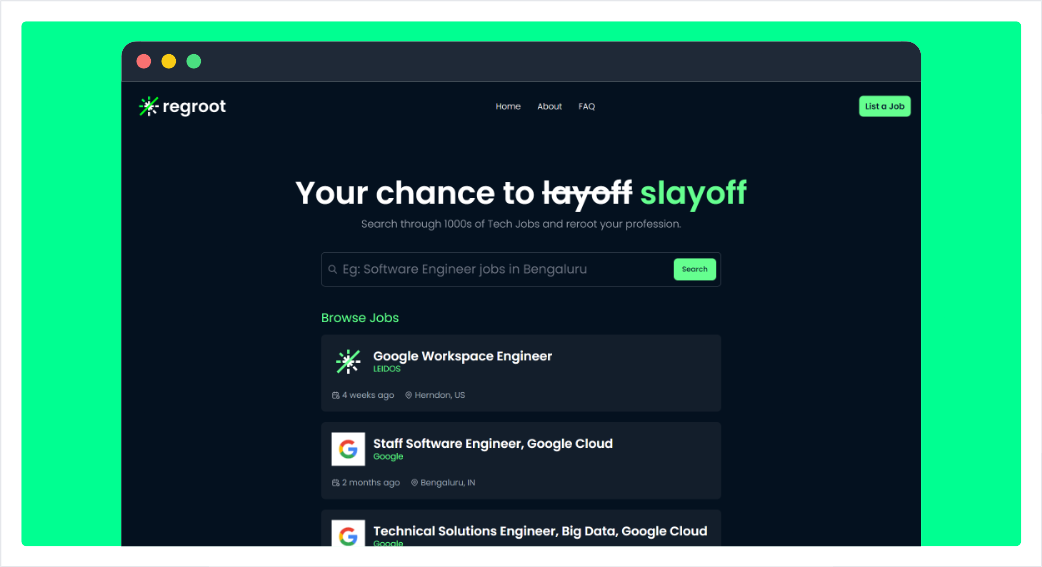 regroot
Home About FAQ
List a Job
Your chance to layoff slayoff
Search through 1000s of Tech Jobs and reroot your profession.
Eg: Software Engineer jobs in Bengaluru
Search
Browse Jobs
Google Workspace Engineer
LEIDOS
4 weeks ago Herndon, US
Staff Software Engineer, Google Cloud
Google
2 months ago Bengaluru, IN
Technical Solutions Engineer, Big Data, Google Cloud
Google